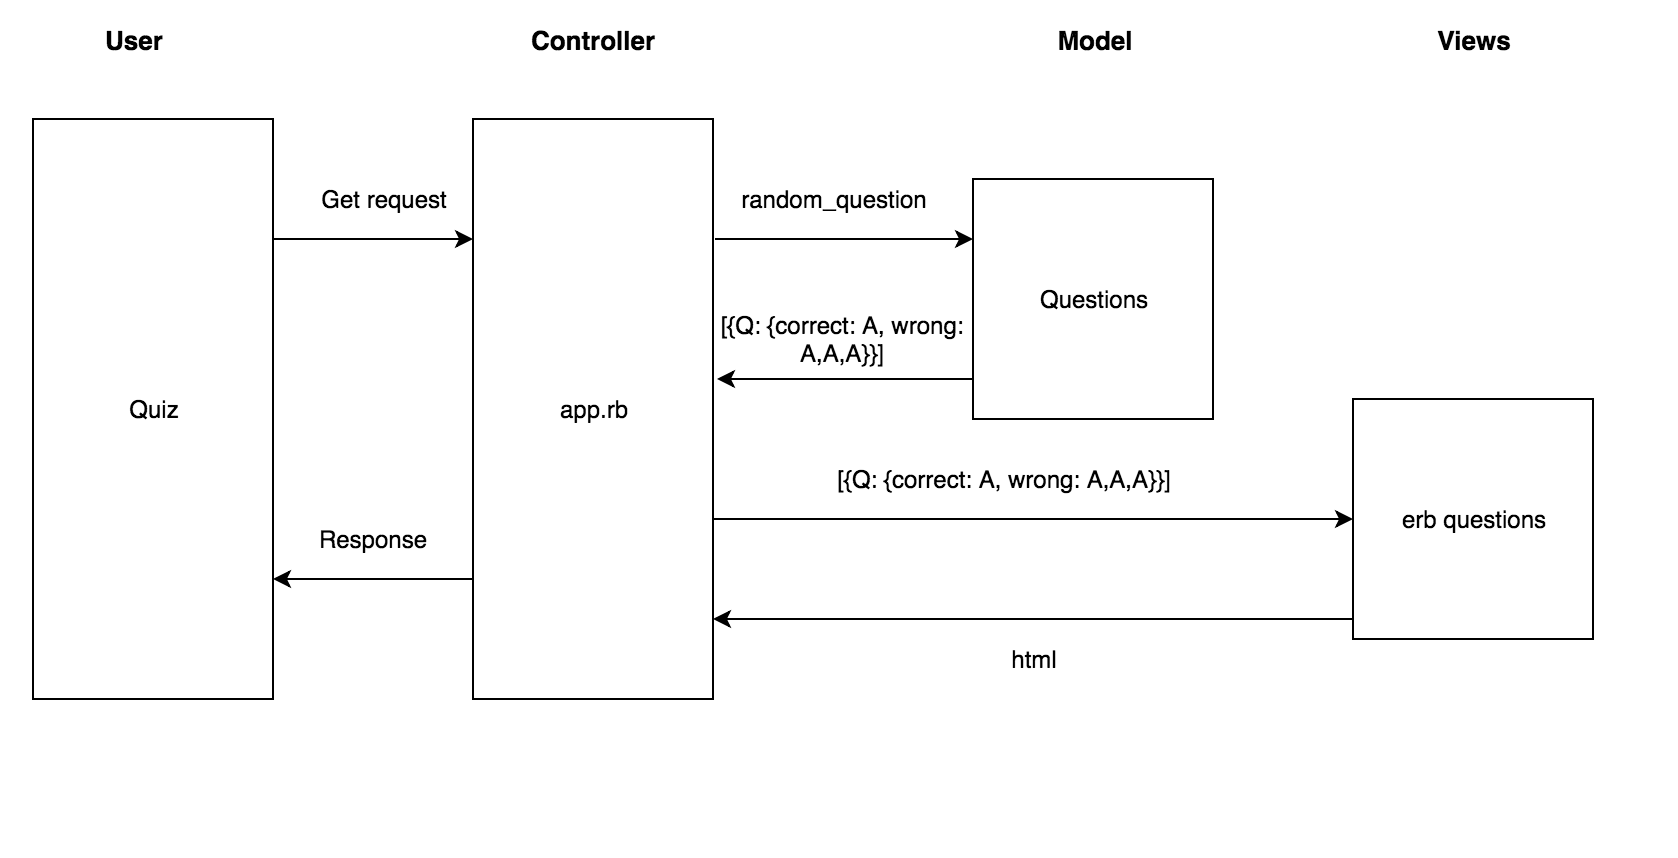 User
Controller
Model
Views
Get request
random_question
Questions
[{Q: {correct: A, wrong:
A,A,A}}]
Quiz
app.rb
[{Q: {correct: A, wrong: A,A,A}}]
erb questions
Response
html